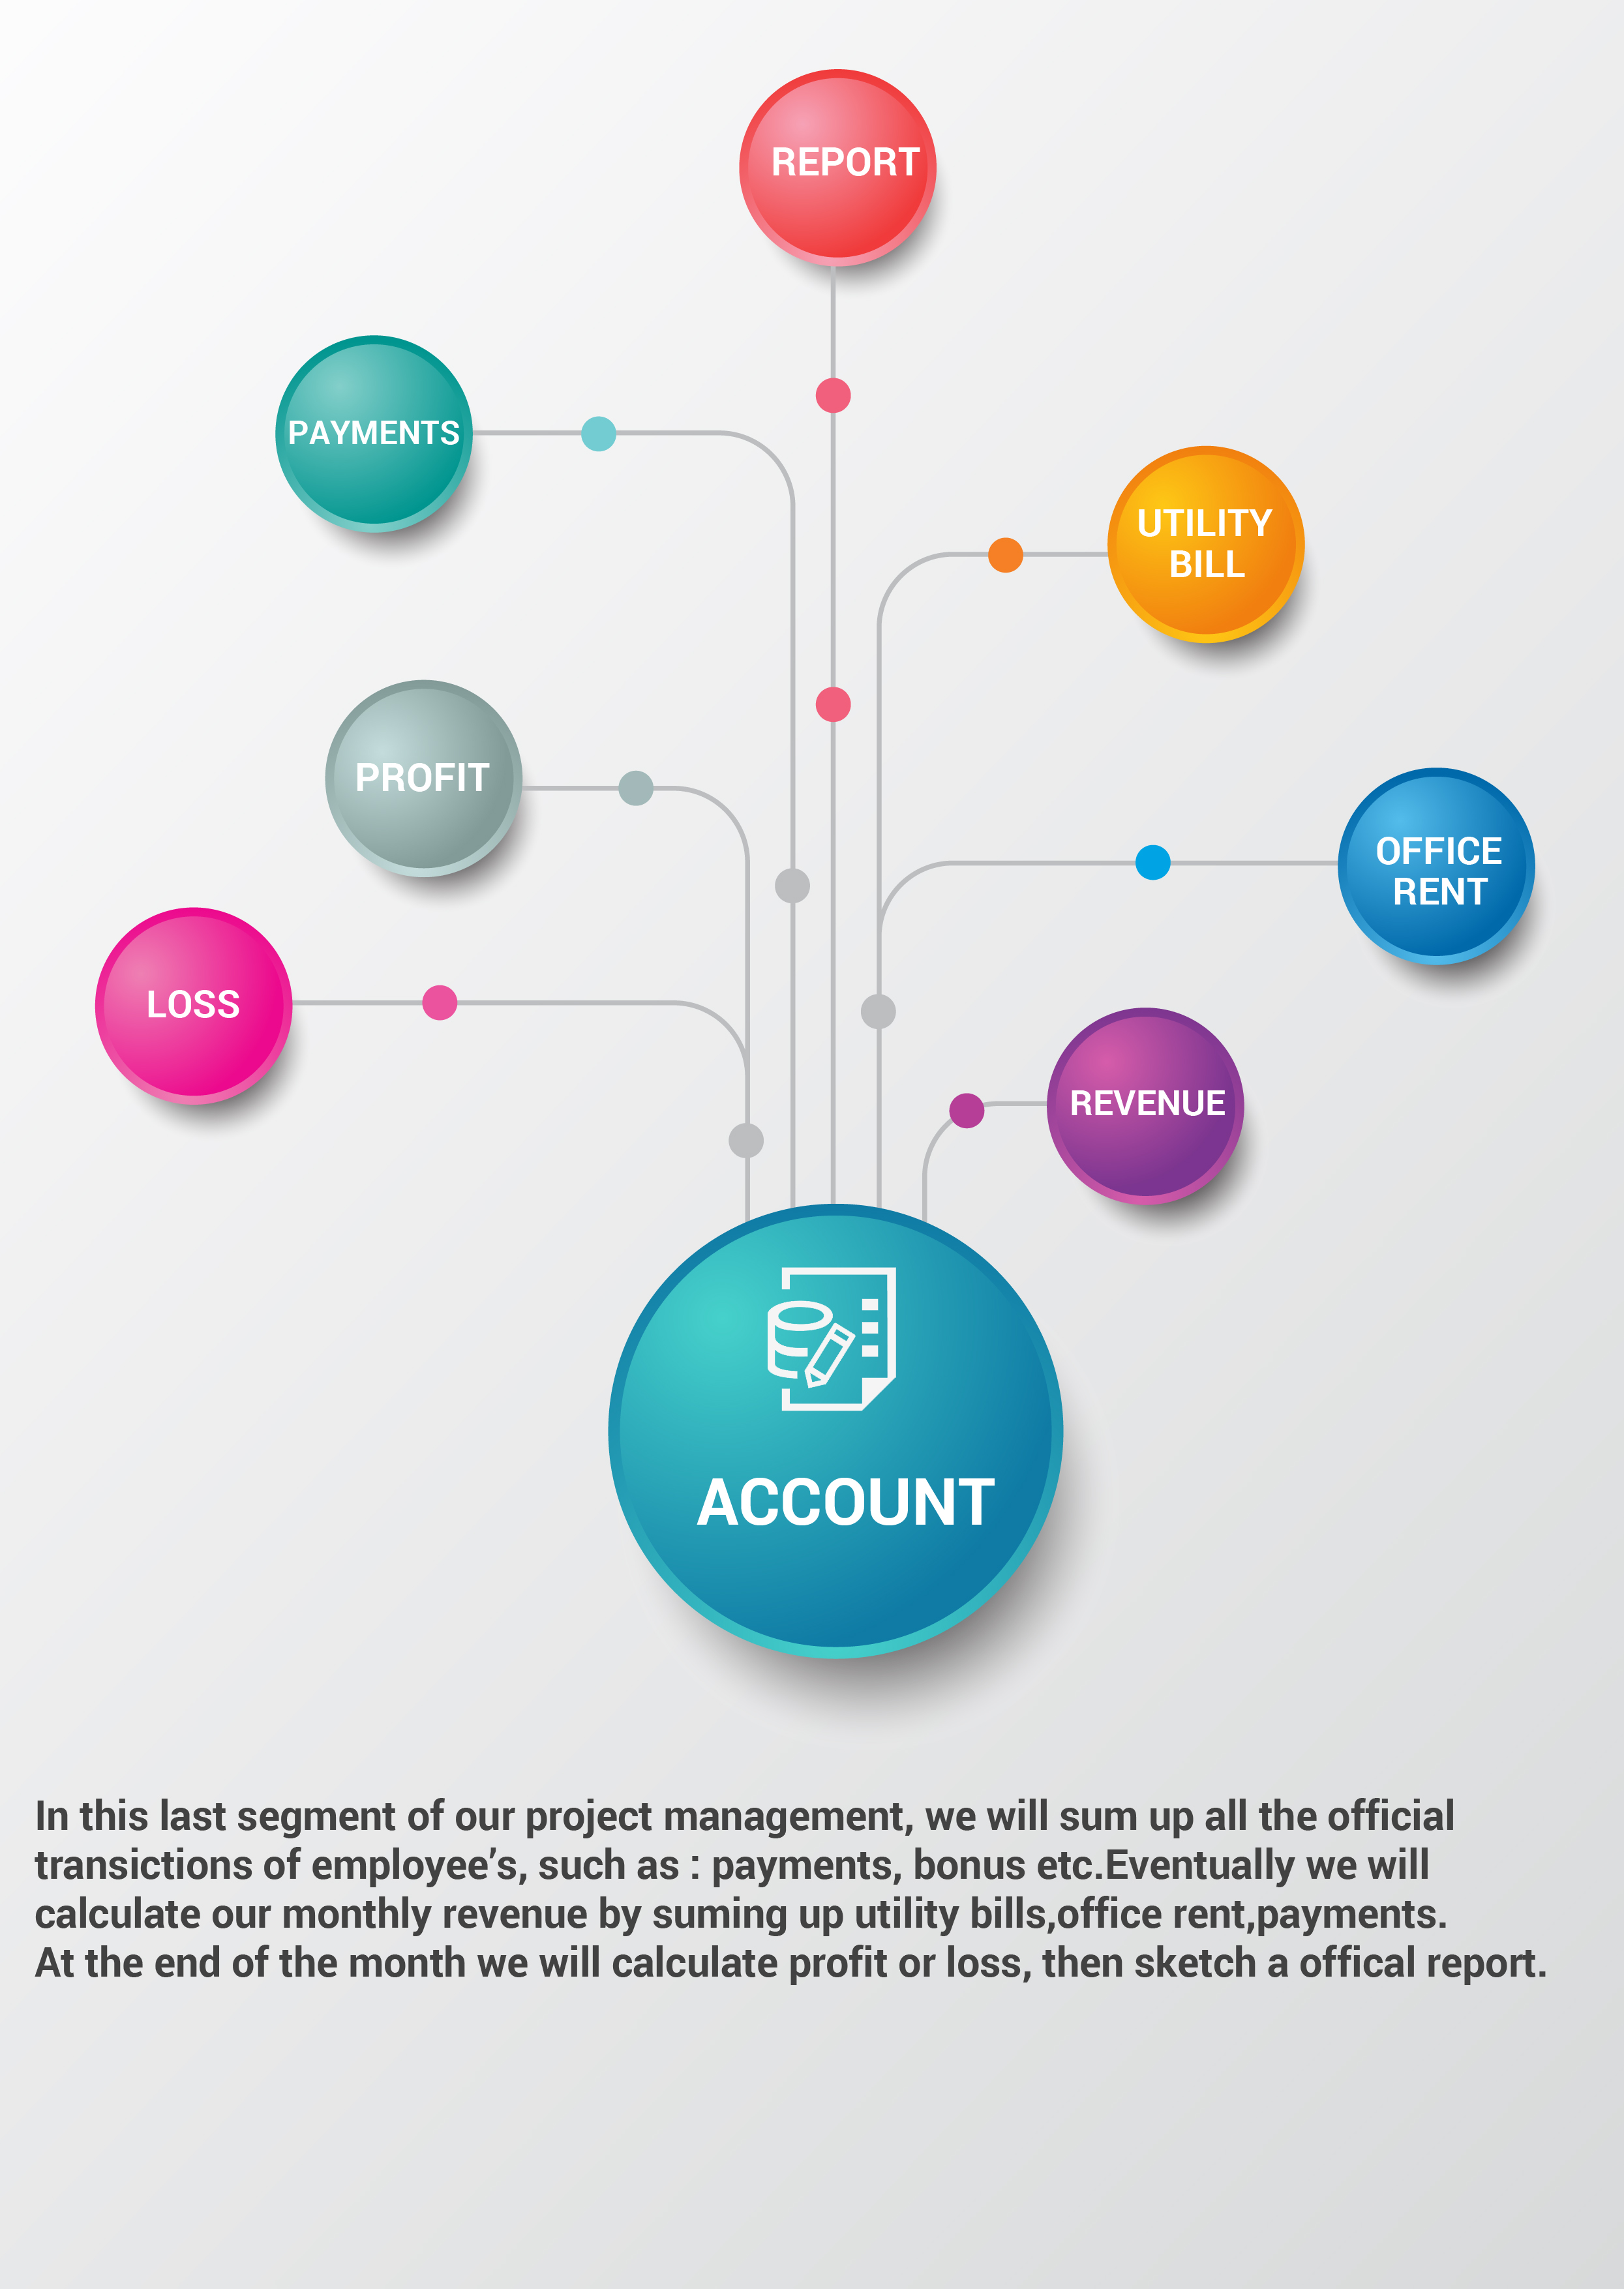 REPORT
PAYMENTS
UTILITY
BILL
PROFIT
OFFICE
RENT
LOSS
REVENUE
ACCOUNT
In this last segment of our project management, we will sum up all the official
transictions of employee’s, such as : payments, bonus etc.Eventually we will
calculate our monthly revenue by suming up utility bills,office rent,payments.
At the end of the month we will calculate profit or loss, then sketch a offical report.